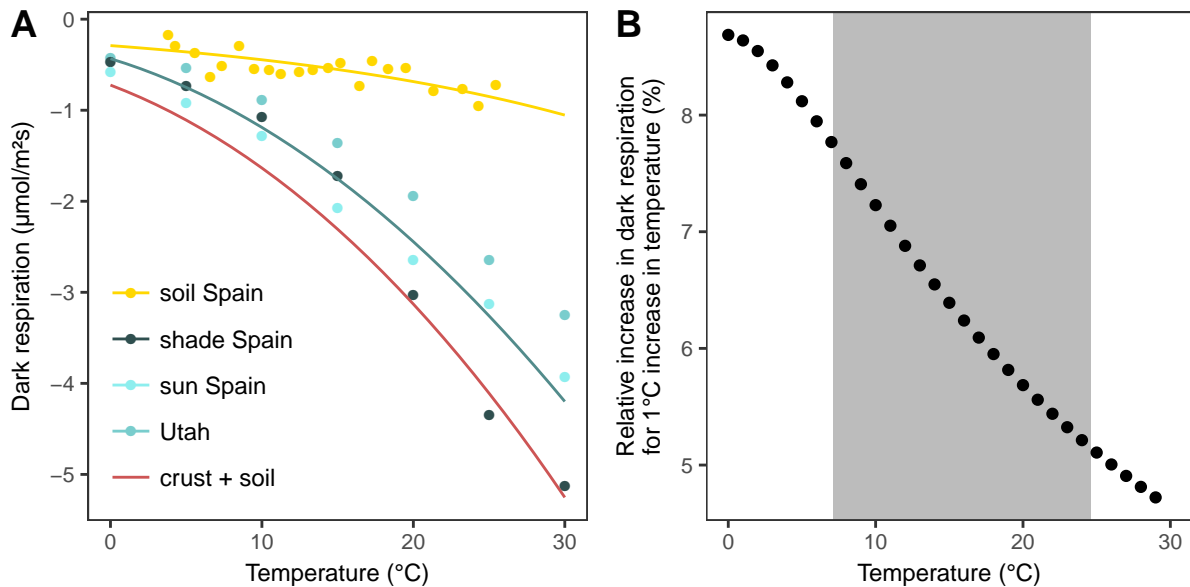 A
Dark respiration (μmol/m²s)
0
−1
−2
−3
−4
−5
soil Spain
shade Spain
sun Spain
Utah
crust + soil
0
10
20
30
Temperature (°C)
B
Relative increase in dark respiration
for 1°C increase in temperature (%)
8
7
6
5
0
10
20
30
Temperature (°C)